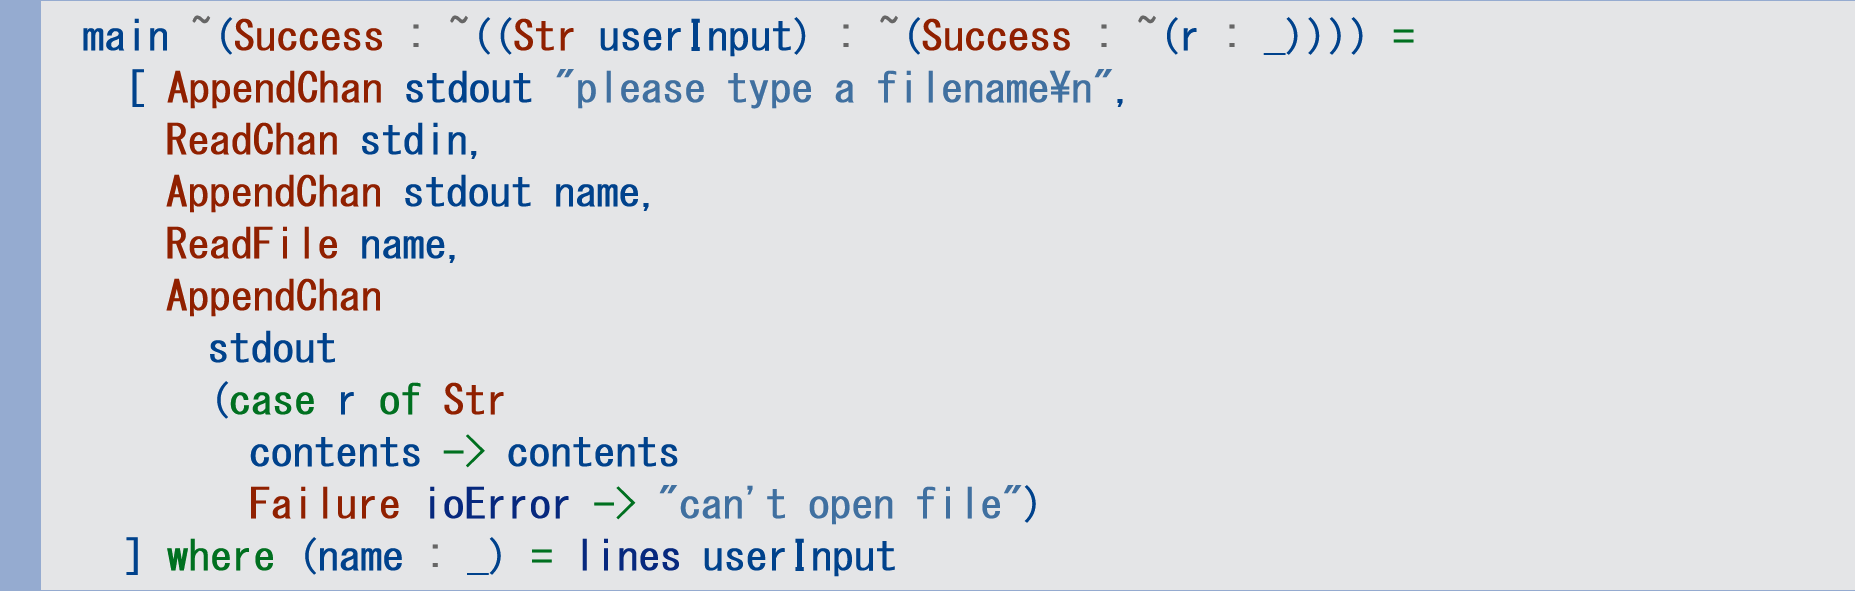 main ~(Success : ~((Str userInput) : ~(Success : ~(r : _)))) =
  [ AppendChan stdout "please type a filename¥n",
    ReadChan stdin,
    AppendChan stdout name,
    ReadFile name,
    AppendChan
      stdout
      (case r of Str
        contents -> contents
        Failure ioError -> "can't open file")
  ] where (name : _) = lines userInput